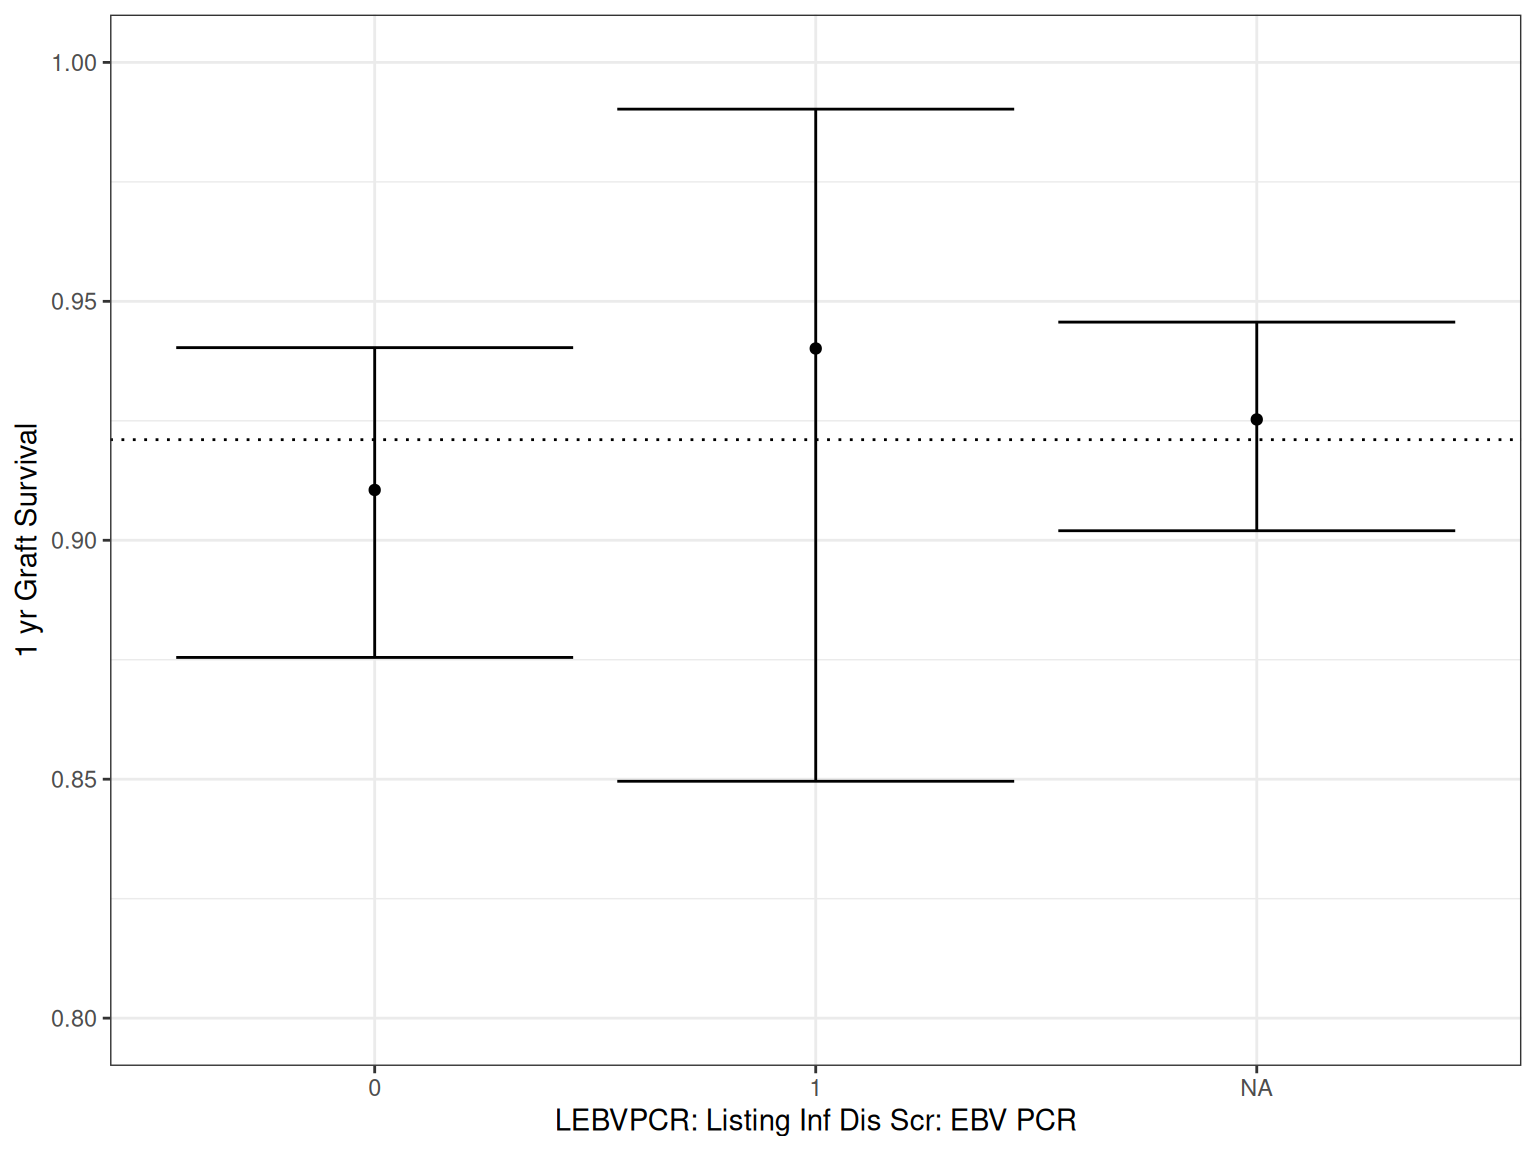 1 yr Graft Survival
1.00
0.95
0.90
0.85
0.80
0
1
NA
LEBVPCR: Listing Inf Dis Scr: EBV PCR